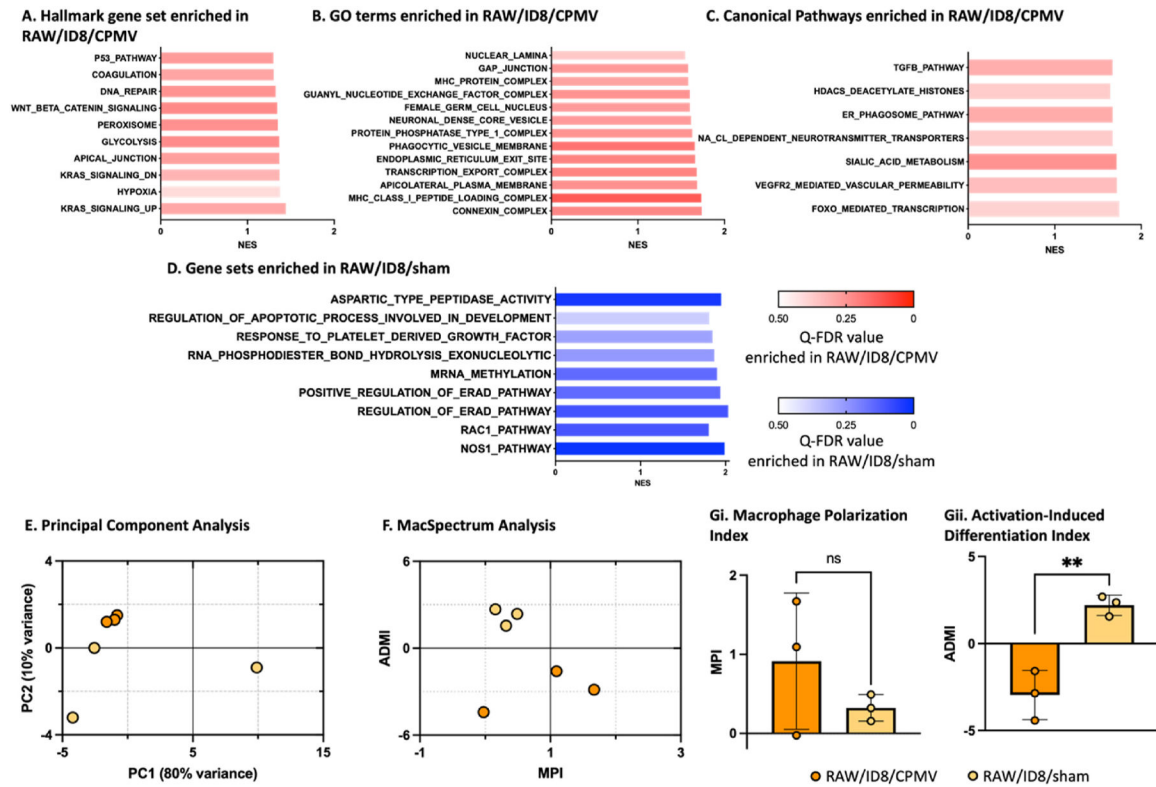 A. Hallmark gene set enriched in
RAW/ID8/CPMV
P53_PATHWAY
COAGULATION
DNA_REPAIR
WNT_BETA_CATENIN_SIGNALING
PEROXISOME
GLYCOLYSIS
APICAL_JUNCTION
KRAS_SIGNALING_DN
HYPOXIA
KRAS_SIGNALING_UP
0 1 2
NES
B. GO terms enriched in RAW/ID8/CPMV
NUCLEAR_LAMINA
GAP_JUNCTION
MHC_PROTEIN_COMPLEX
GUANYL_NUCLEOTIDE_EXCHANGE_FACTOR_COMPLEX
FEMALE_GERM_CELL_NUCLEUS
NEURONAL_DENSE_CORE_VESICLE
PROTEIN_PHOSPHATASE_TYPE_1_COMPLEX
PHAGOCYTIC_VESICLE_MEMBRANE
ENDOPLASMIC_RETICULUM_EXIT_SITE
TRANSCRIPTION_EXPORT_COMPLEX
APICOLATERAL_PLASMA_MEMBRANE
MHC_CLASS_I_PEPTIDE_LOADING_COMPLEX
CONNEXIN_COMPLEX
0 1 2
NES
C. Canonical Pathways enriched in RAW/ID8/CPMV
TGFB_PATHWAY
HDACS_DEACETYLATE_HISTONES
ER_PHAGOSOME_PATHWAY
NA_CL_DEPENDENT_NEUROTRANSMITTER_TRANSPORTERS
SIALIC_ACID_METABOLISM
VEGFR2_MEDIATED_VASCULAR_PERMEABILITY
FOXO_MEDIATED_TRANSCRIPTION
0 1 2
NES
D. Gene sets enriched in RAW/ID8/sham
ASPARTIC_TYPE_PEPTIDASE_ACTIVITY
REGULATION_OF_APOPTOTIC_PROCESS_INVOLVED_IN_DEVELOPMENT
RESPONSE_TO_PLATELET_DERIVED_GROWTH_FACTOR
RNA_PHOSPHODIESTER_BOND_HYDROLYSIS_EXONUCLEOLYTIC
MRNA_METHYLATION
POSITIVE_REGULATION_OF_ERAD_PATHWAY
REGULATION_OF_ERAD_PATHWAY
RAC1_PATHWAY
NOS1_PATHWAY
0 1 2
NES
0.50 0.25 0
Q-FDR value
enriched in RAW/ID8/CPMV
0.50 0.25 0
Q-FDR value
enriched in RAW/ID8/sham
E. Principal Component Analysis
PC2 (10% variance)
4
0
-4
-5 5 15
PC1 (80% variance)
F. MacSpectrum Analysis
ADMI
6
0
-6
-1 1 3
MPI
Gi. Macrophage Polarization
Index
ns
MPI
2
1
0
Gii. Activation-Induced
Differentiation Index
**
ADMI
5
0
-5
RAW/ID8/CPMV
RAW/ID8/sham